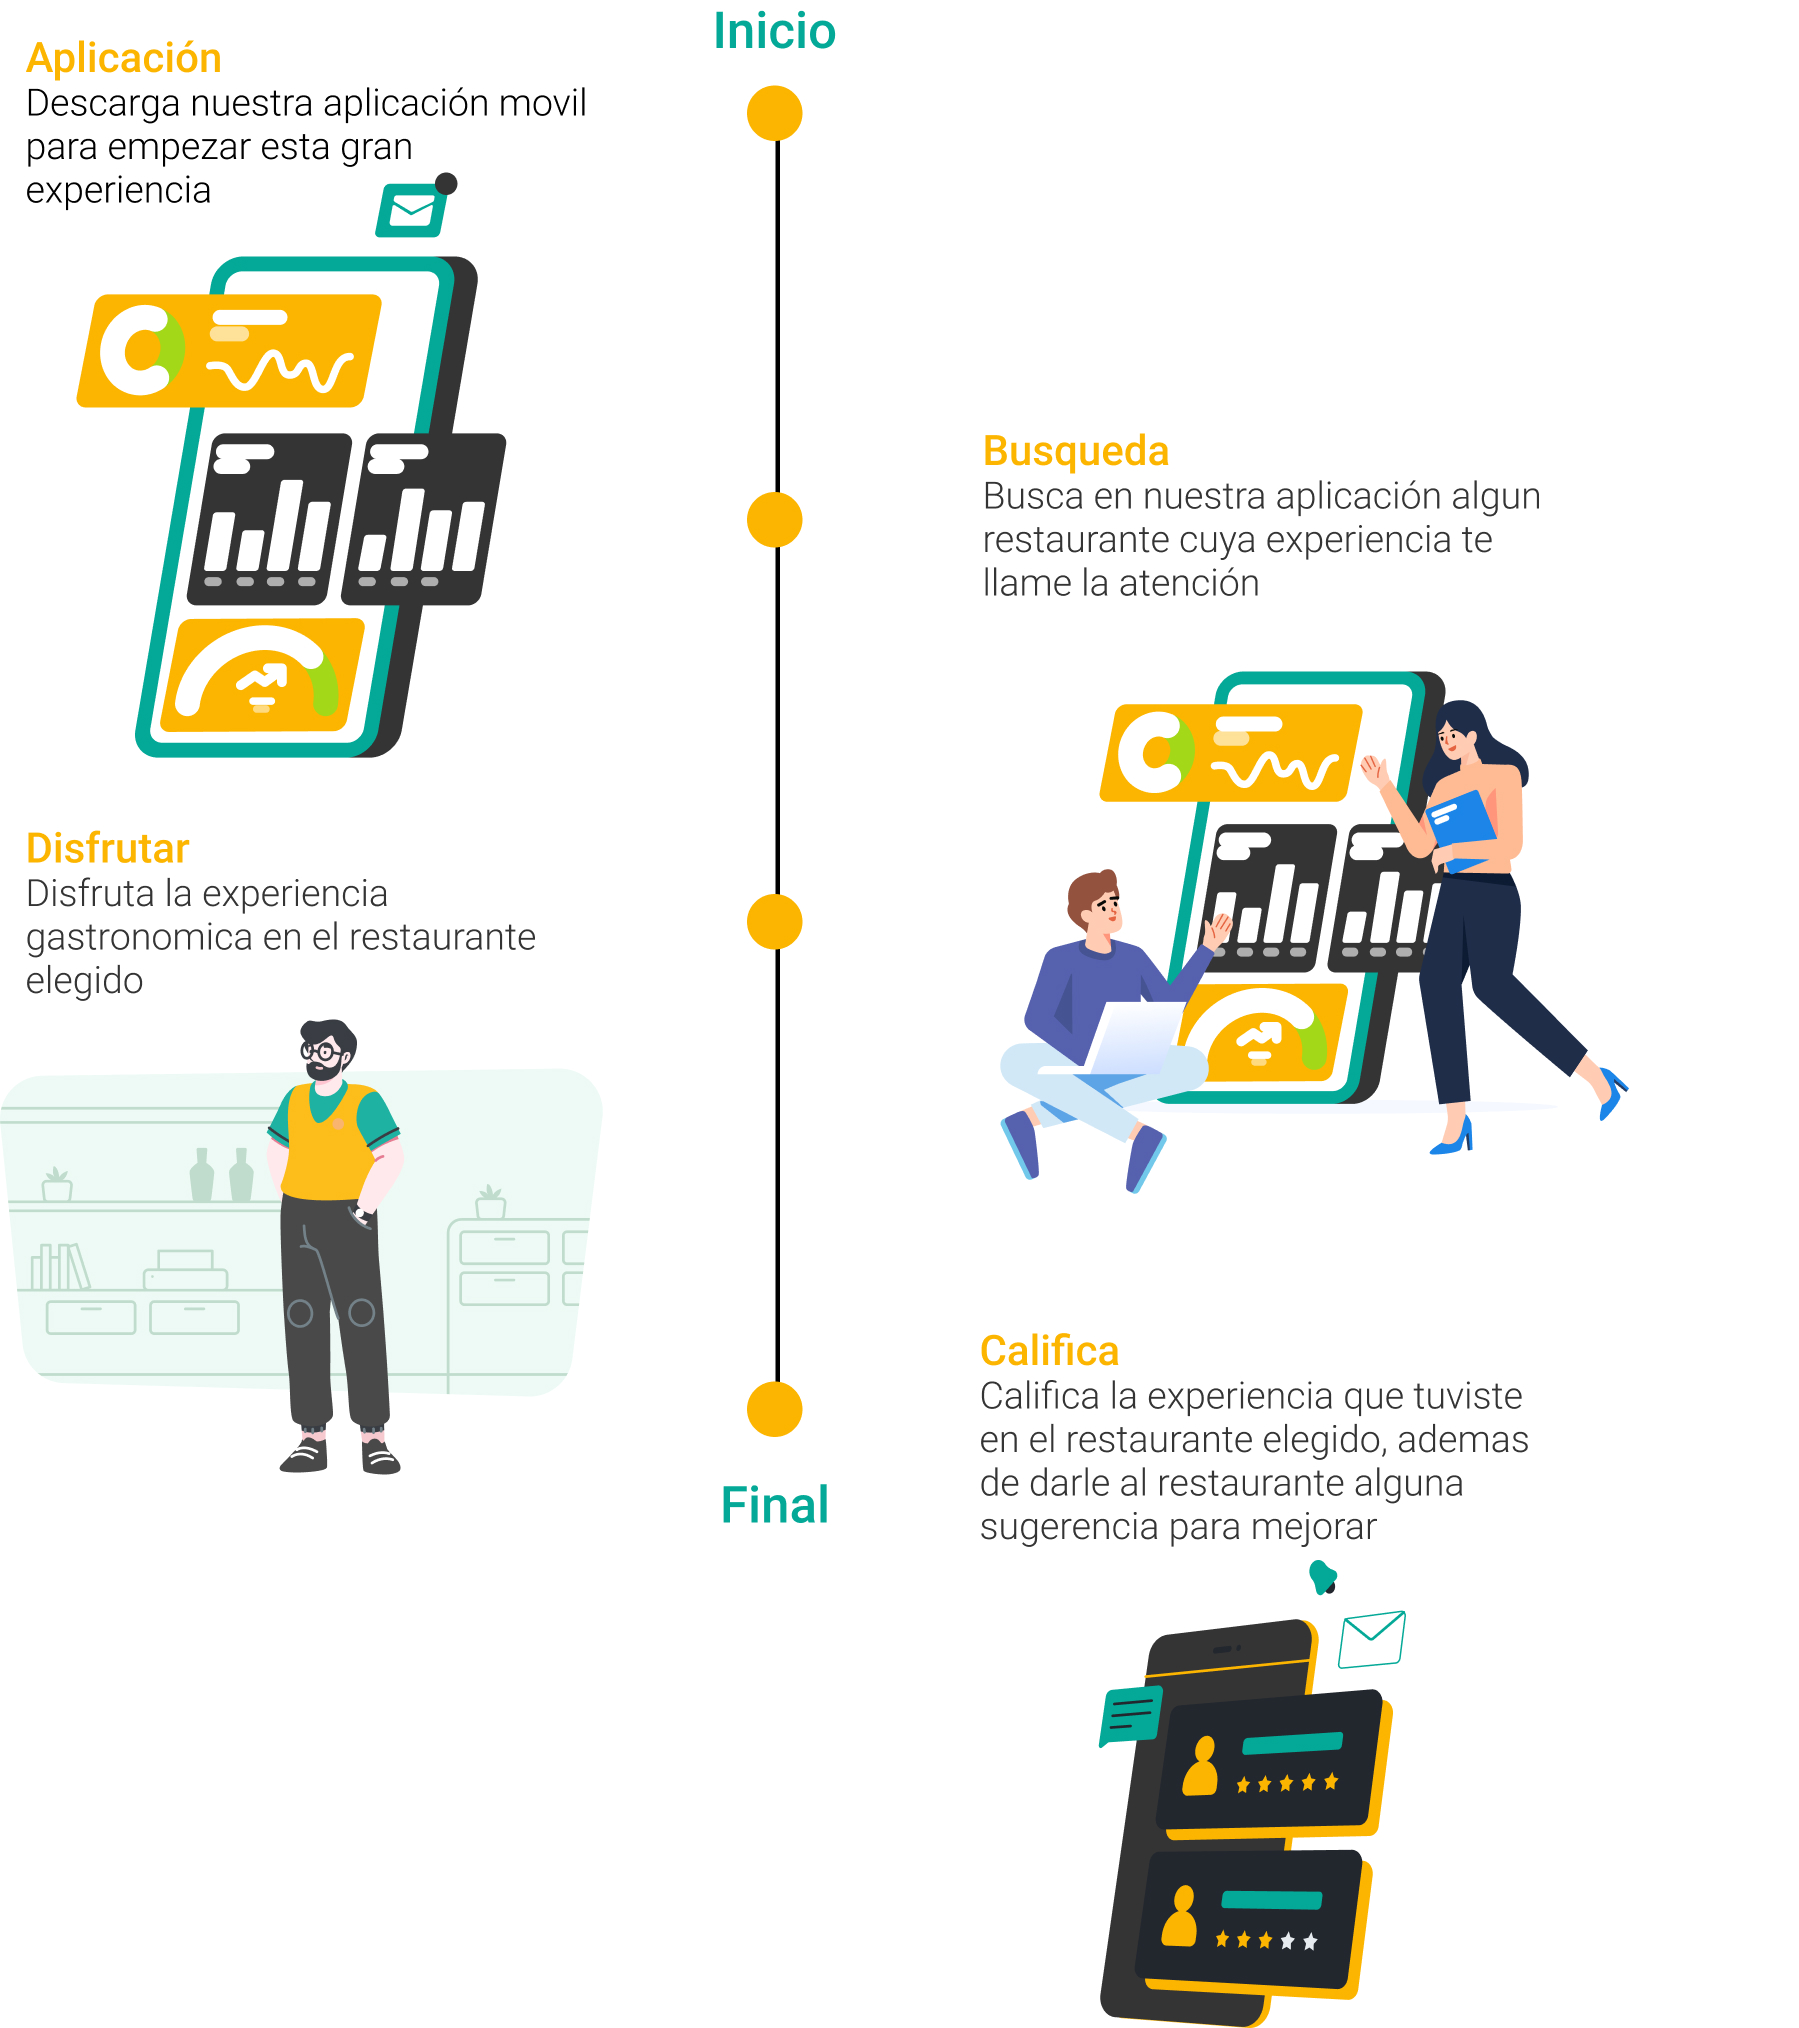 Inicio
Aplicación
Descarga nuestra aplicación movil
para empezar esta gran
experiencia
Busqueda
Busca en nuestra aplicación algun
restaurante cuya experiencia te
llame la atención
Disfrutar
Disfruta la experiencia
gastronomica en el restaurante
elegido
Califica
Califica la experiencia que tuviste
en el restaurante elegido, ademas
de darle al restaurante alguna
sugerencia para mejorar
Final